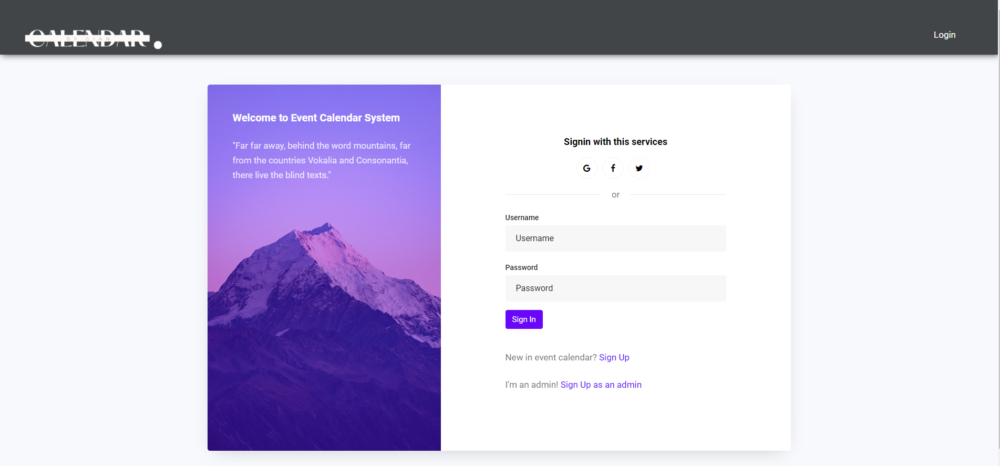 CALENDAR
BY GIAN
Login
Welcome to Event Calendar System
"Far far away, behind the word mountains, far
from the countries Vokalia and Consonantia,
there live the blind texts."
Signin with this services
or
Username
Username
Password
Password
Sign In
New in event calendar? Sign Up
I'm an admin! Sign Up as an admin